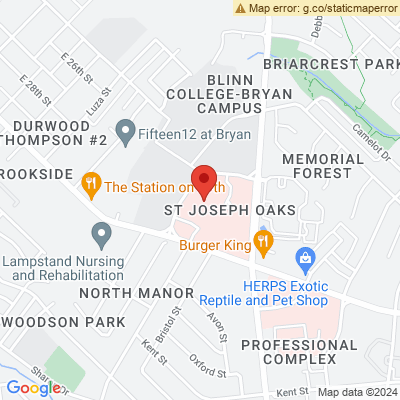 Map error: g.co/staticmaperror
BRIARCREST PARK
E 26th St
E 28th St
Luza St
BLINN
COLLEGE-BRYAN
CAMPUS
Camelot Dr
DURWOOD
THOMPSON #2
Fifteen12 at Bryan
MEMORIAL
FOREST
ROOKSIDE
The Station on
ST JOSEPH OAKS
Burger King
Lampstand Nursing
and Rehabilitation
HERPS Exotic
Reptile and Pet Shop
NORTH MANOR
WOODSON PARK
Bristol St
Avon St
Kent St
Oxford St
PROFESSIONAL
COMPLEX
Google
Kent St
Map data ©2024